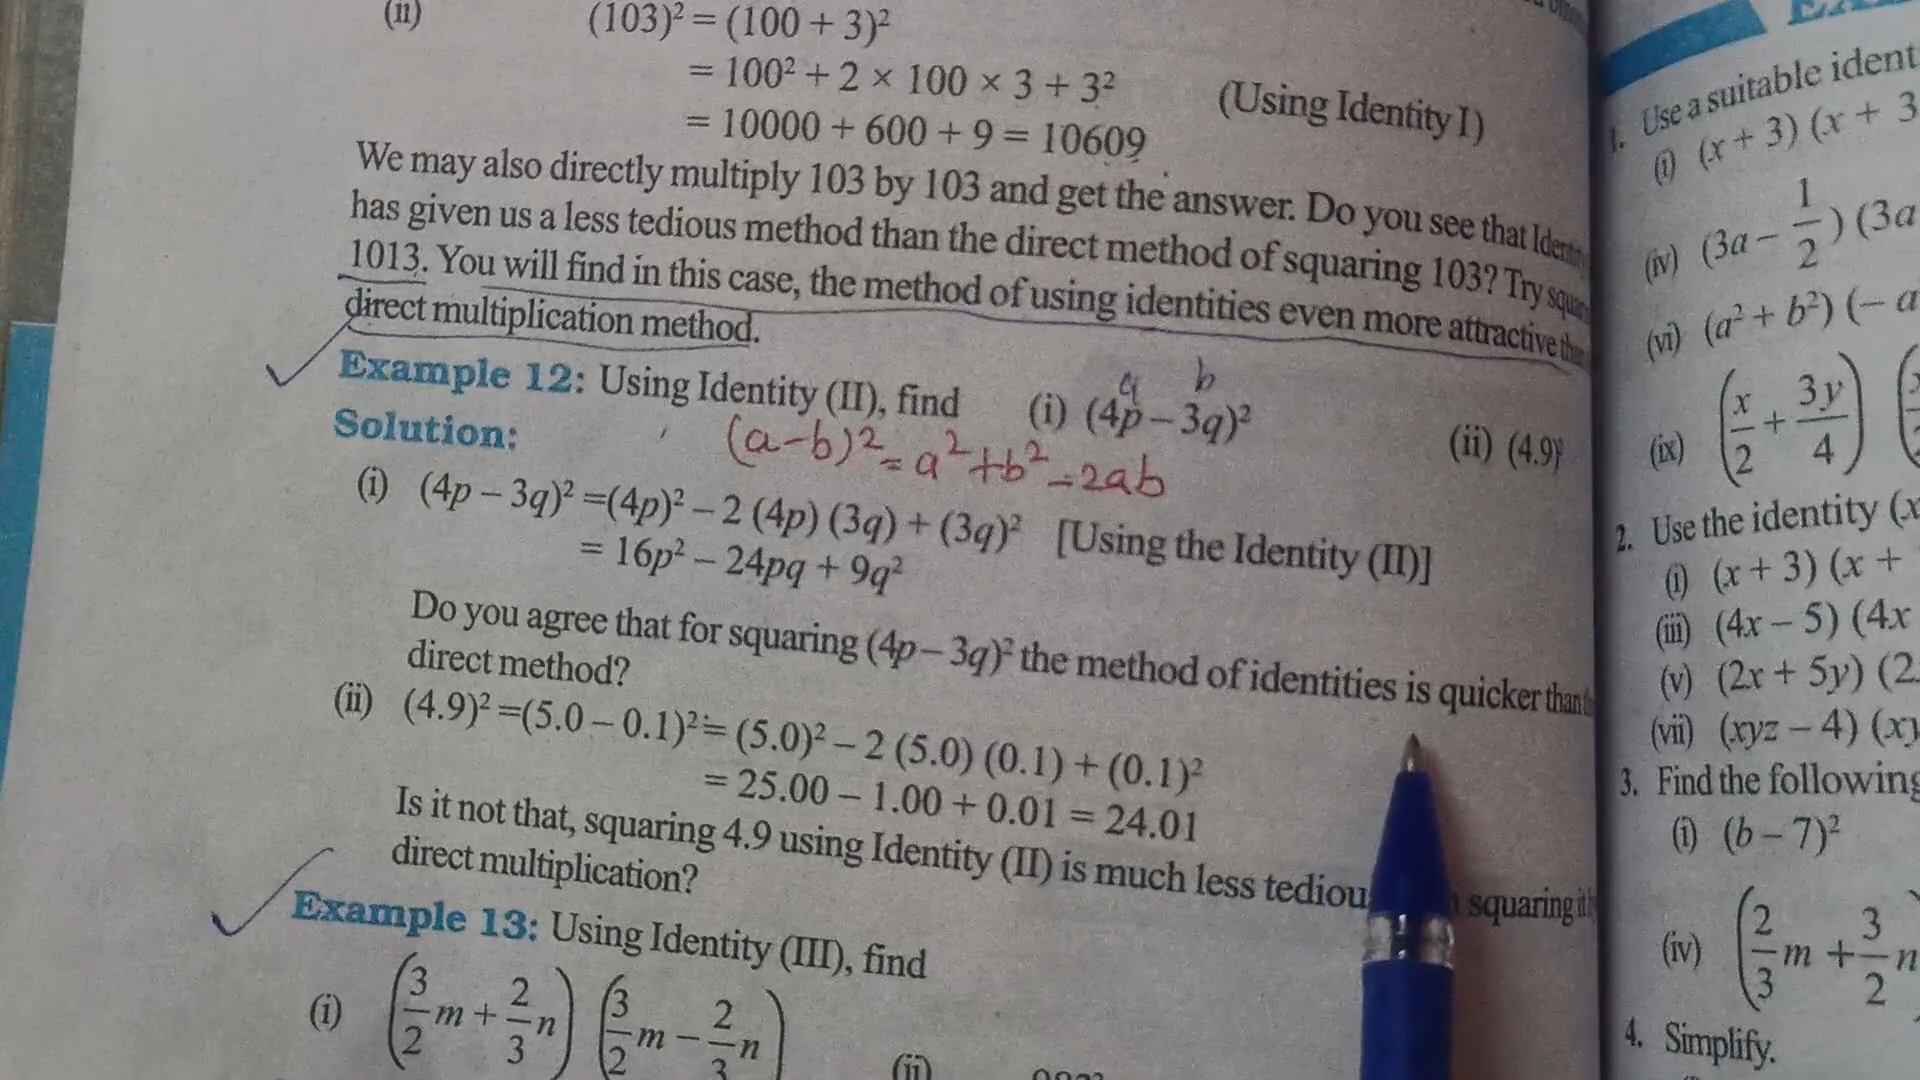 (ii) (103)² = (100 + 3)²
= 100² + 2 × 100 × 3 + 3² (Using Identity I)
= 10000 + 600 + 9 = 10609
We may also directly multiply 103 by 103 and get the answer. Do you see that
has given us a less tedious method than the direct method of squaring 103? Try
1013. You will find in this case, the method of using identities even more attractive
direct multiplication method.
a b
Example 12: Using Identity (II), find (i) (4p – 3q)² (ii) (4.9)
Solution:
(a-b)² = a²+b²-2ab
(i) (4p – 3q)² =(4p)² – 2 (4p) (3q) + (3q)² [Using the Identity (II)]
= 16p² – 24pq + 9q²
Do you agree that for squaring (4p – 3q)² the method of identities is quicker than
direct method?
(ii) (4.9)² =(5.0 – 0.1)² = (5.0)² – 2 (5.0) (0.1) + (0.1)²
= 25.00 – 1.00 + 0.01 = 24.01
Is it not that, squaring 4.9 using Identity (II) is much less squaring
direct multiplication?
Example 13: Using Identity (III), find
(i) (3/2 m + 2/3 n) (3/2 m – 2/3 n) (ii)
1. Use a suitable
(i) (x + 3) (x + 3
(iv) (3a – 1/2) (3a
(vi) (a² + b²) (– a
(ix) (x/2 + 3y/4) (
2. Use the identity (x
(i) (x + 3) (x +
(iii) (4x – 5) (4x
(v) (2x + 5y) (2
(vii) (xyz – 4) (xy
3. Find the following
(i) (b – 7)²
(iv) (2/3 m + 3/2 n
4. Simplify.